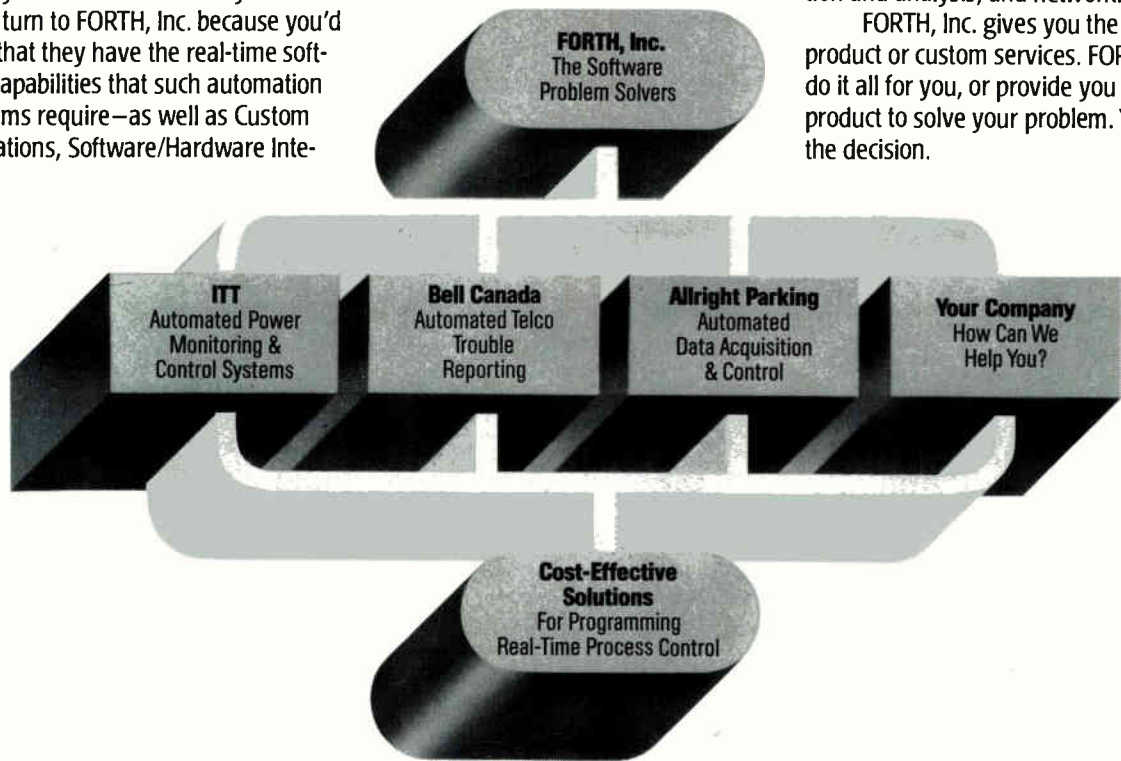 turn to FORTH, Inc. because you'd
that they have the real-time soft-
capabilities that such automation
ms require—as well as Custom
ations, Software/Hardware Inte-
FORTH, Inc. gives you the
product or custom services. FOR
do it all for you, or provide you
product to solve your problem. Y
the decision.
FORTH, Inc.
The Software
Problem Solvers
ITT
Automated Power
Monitoring &
Control Systems
Bell Canada
Automated Telco
Trouble
Reporting
Allright Parking
Automated
Data Acquisition
& Control
Your Company
How Can We
Help You?
Cost-Effective
Solutions
For Programming
Real-Time Process Control